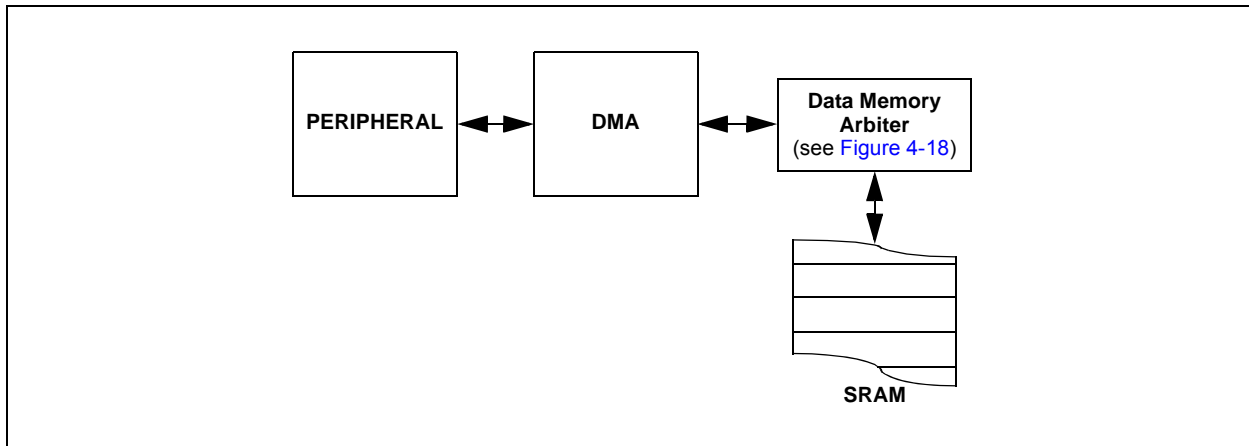 PERIPHERAL
DMA
Data Memory
Arbiter
(see Figure 4-18)
SRAM